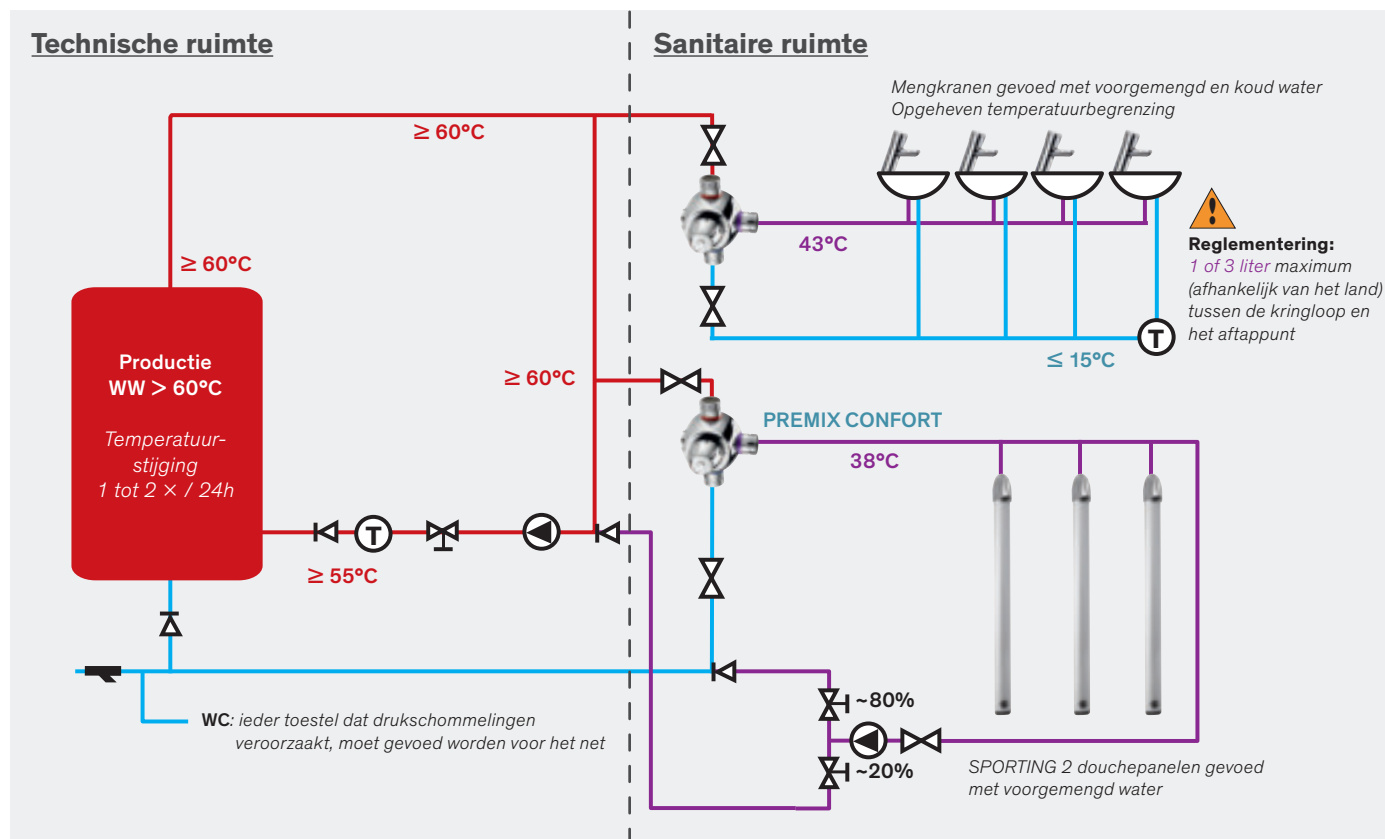 Technische ruimte
Sanitaire ruimte
Mengkranen gevoed met voorgemengd en koud water
Opgeheven temperatuurbegrenzing
≥ 60°C
≥ 60°C
43°C
Reglementering:
1 of 3 liter maximum
(afhankelijk van het land)
tussen de kringloop en
het aftappunt
T
≤ 15°C
Productie
WW > 60°C
Temperatuur-
stijging
1 tot 2 × / 24h
≥ 60°C
PREMIX CONFORT
38°C
T
≥ 55°C
~80%
~20%
WC: ieder toestel dat drukschommelingen
veroorzaakt, moet gevoed worden voor het net
SPORTING 2 douchepanelen gevoed
met voorgemengd water